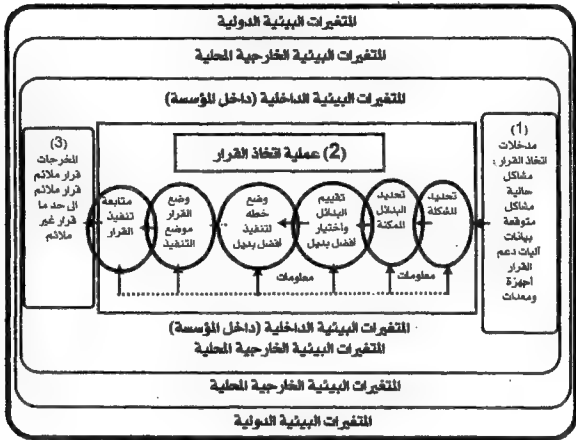 المتغيرات البيئية الدولية
المتغيرات البيئية الخارجية المحلية
المتغيرات البيئية الداخلية (داخل المؤسسة)
(1)
مدخلات
اتخاذ القرار:
مشاكل
حالية
مشاكل
متوقعة
بيانات
آليات دعم
القرار
أجهزة
ومعدات
(2) عملية اتخاذ القرار
تحديد
المشكلة
تحديد
البدائل
الممكنة
تقييم
البدائل
واختيار
أفضل بديل
وضع
خطه
لتنفيذ
أفضل بديل
وضع
القرار
موضع
التنفيذ
متابعة
تنفيذ
القرار
معلومات
معلومات
(3)
المخرجات
قرار ملائم
قرار ملائم
الى حد ما
قرار غير
ملائم
المتغيرات البيئية الداخلية (داخل المؤسسة)
المتغيرات البيئية الخارجية المحلية
المتغيرات البيئية الخارجية المحلية
المتغيرات البيئية الدولية